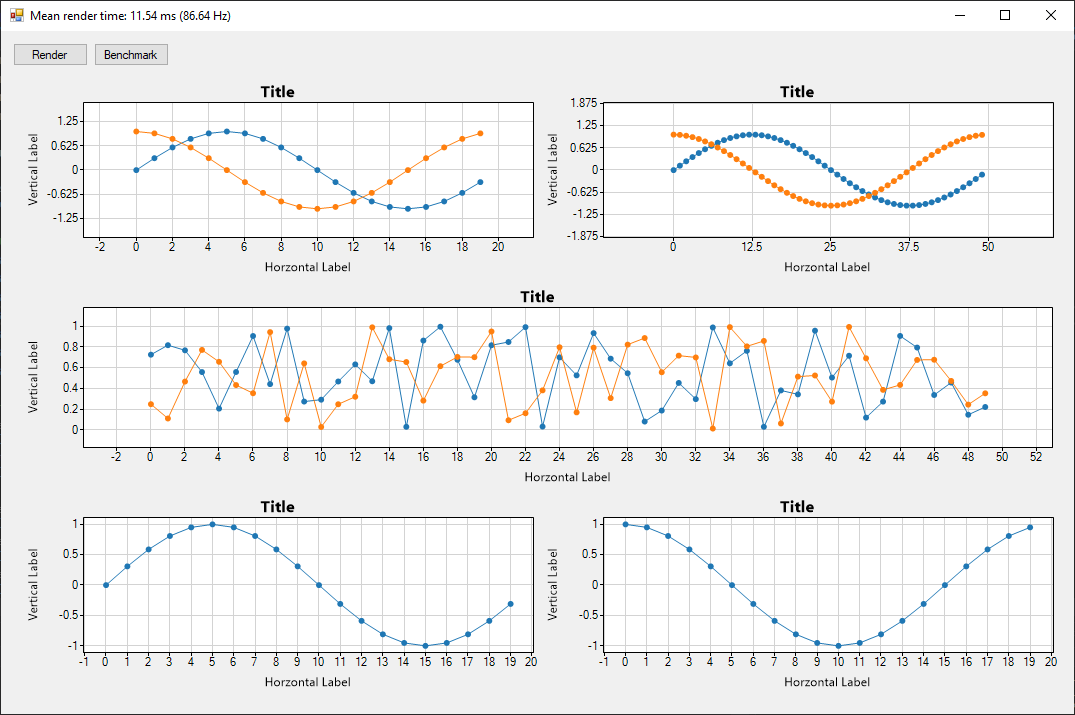 Mean render time: 11.54 ms (86.64 Hz)
Render Benchmark
Title
Vertical Label
1.25
0.625
0
-0.625
-1.25
-2 0 2 4 6 8 10 12 14 16 18 20
Horzontal Label
Title
Vertical Label
1.875
1.25
0.625
0
-0.625
-1.25
-1.875
0 12.5 25 37.5 50
Horzontal Label
Title
Vertical Label
1
0.8
0.6
0.4
0.2
0
-2 0 2 4 6 8 10 12 14 16 18 20 22 24 26 28 30 32 34 36 38 40 42 44 46 48 50 52
Horzontal Label
Title
Vertical Label
1
0.5
0
-0.5
-1
-1 0 1 2 3 4 5 6 7 8 9 10 11 12 13 14 15 16 17 18 19 20
Horzontal Label
Title
Vertical Label
1
0.5
0
-0.5
-1
-1 0 1 2 3 4 5 6 7 8 9 10 11 12 13 14 15 16 17 18 19 20
Horzontal Label